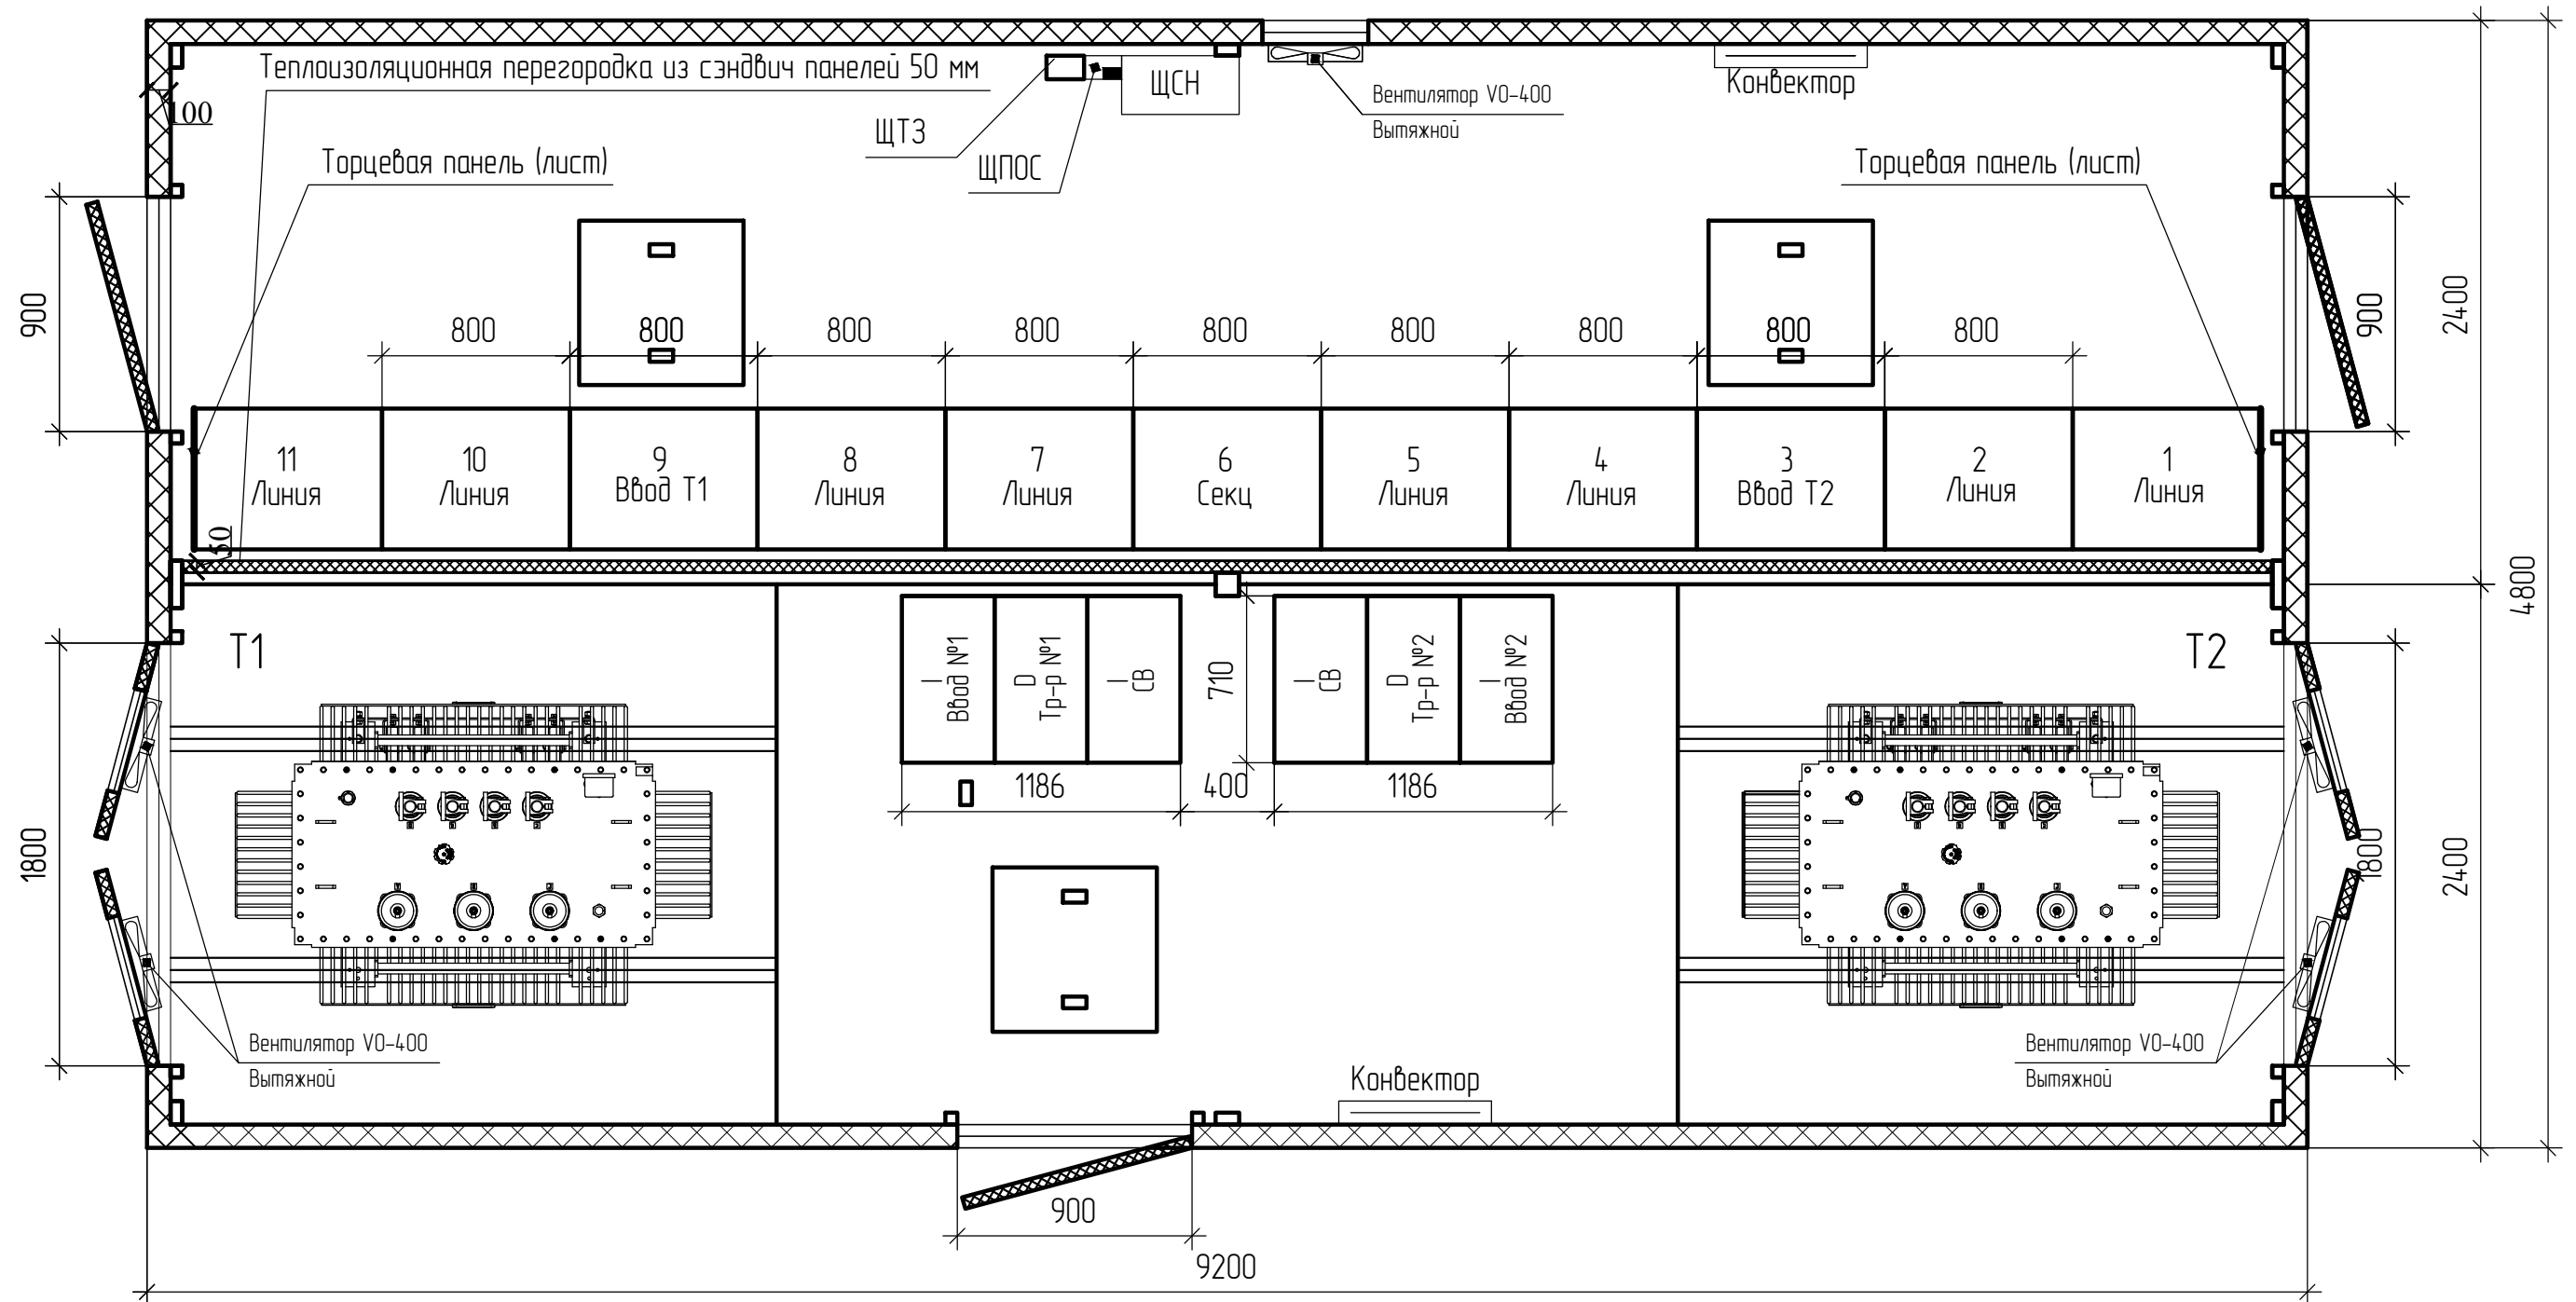 Теплоизоляционная перегородка из сэндвич панелей 50 мм
ЩСН
Вентилятор VO-400
Вытяжной
Конвектор
100
ЩТЗ
ЩПОС
Торцевая панель (лист)
Торцевая панель (лист)
900
800
800
800
800
800
800
800
800
800
900
2400
11
Линия
10
Линия
9
Ввод Т1
8
Линия
7
Линия
6
Секц
5
Линия
4
Линия
3
Ввод Т2
2
Линия
1
Линия
50
4800
Т1
I
Ввод №1
D
Тр-р №1
I
СВ
710
I
СВ
D
Тр-р №2
I
Ввод №2
Т2
1186
400
1186
1800
1800
2400
Вентилятор VO-400
Вытяжной
Конвектор
Вентилятор VO-400
Вытяжной
900
9200